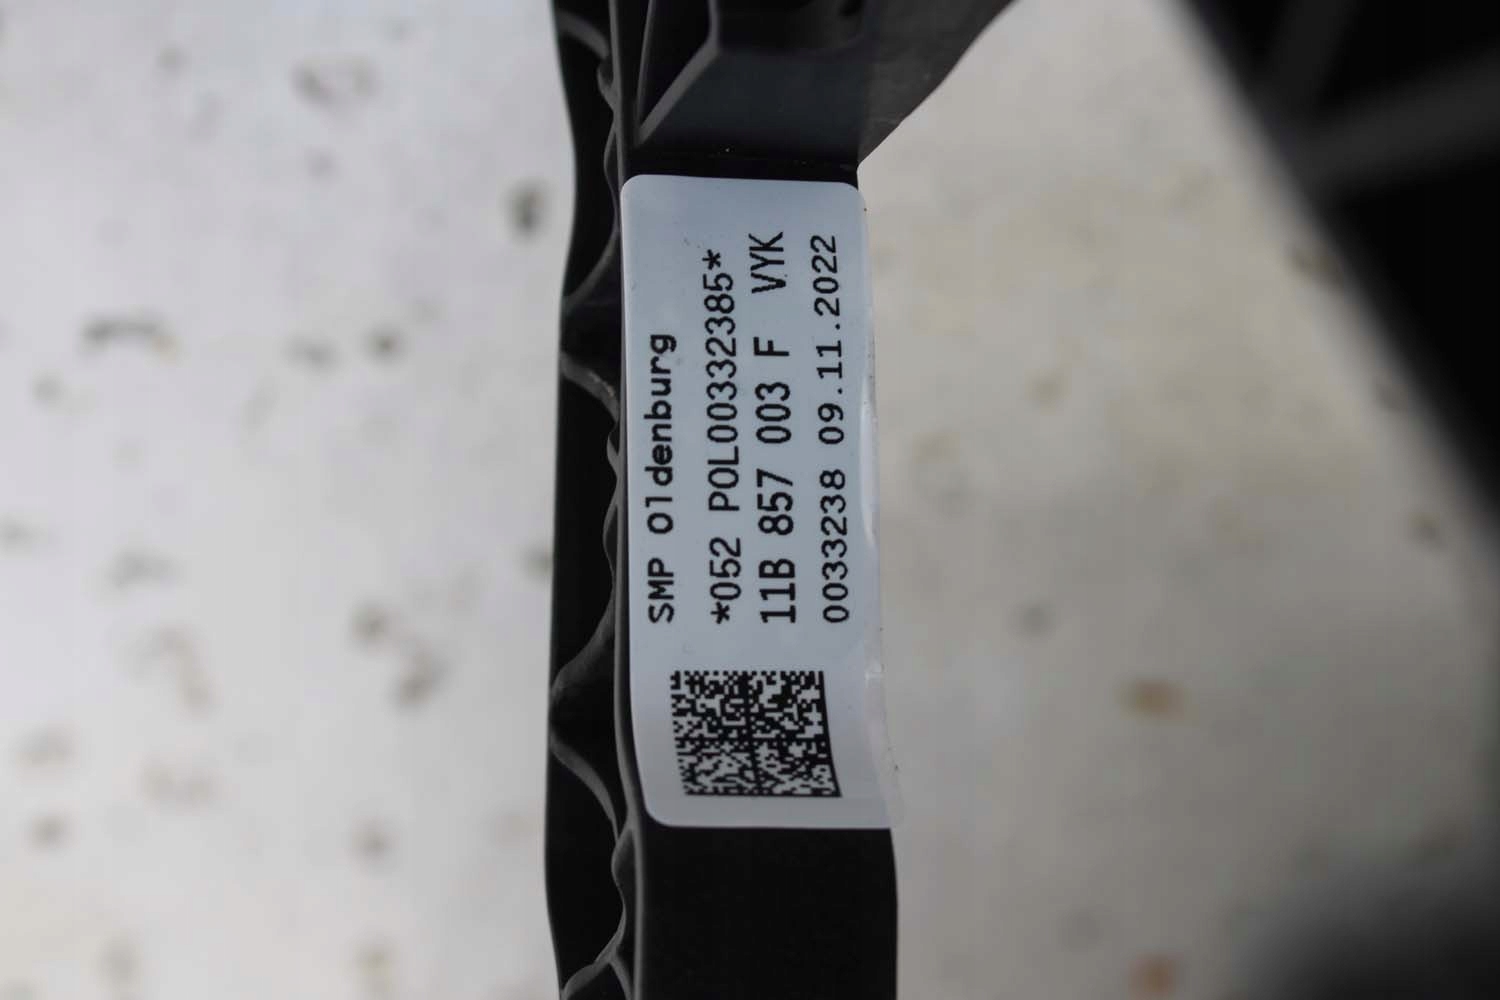 SMP Oldenburg
*052 POL00332385*
11B 857 003 F VYK
0033238 09.11.2022